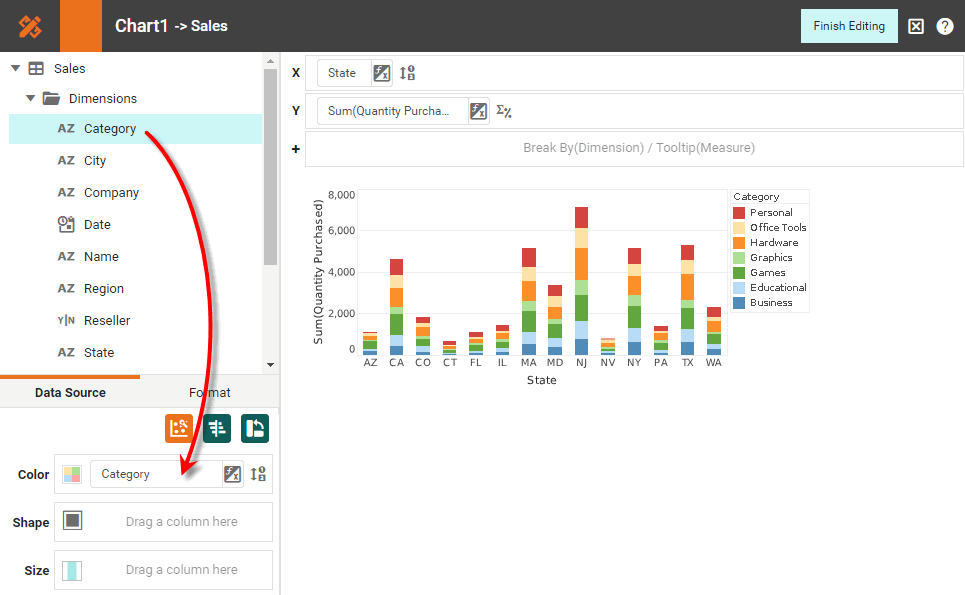 Chart1 -> Sales
Finish Editing
?
Sales
Dimensions
AZ Category
AZ City
AZ Company
Date
AZ Name
AZ Region
Y|N Reseller
AZ State
Data Source
Format
Color
Category
Shape
Drag a column here
Size
Drag a column here
X
State
Y
Sum(Quantity Purcha...
Σ%
+
Break By(Dimension) / Tooltip(Measure)
8,000
6,000
4,000
2,000
0
Sum(Quantity Purchased)
AZ CA CO CT FL IL MA MD NJ NV NY PA TX WA
State
Category
Personal
Office Tools
Hardware
Graphics
Games
Educational
Business